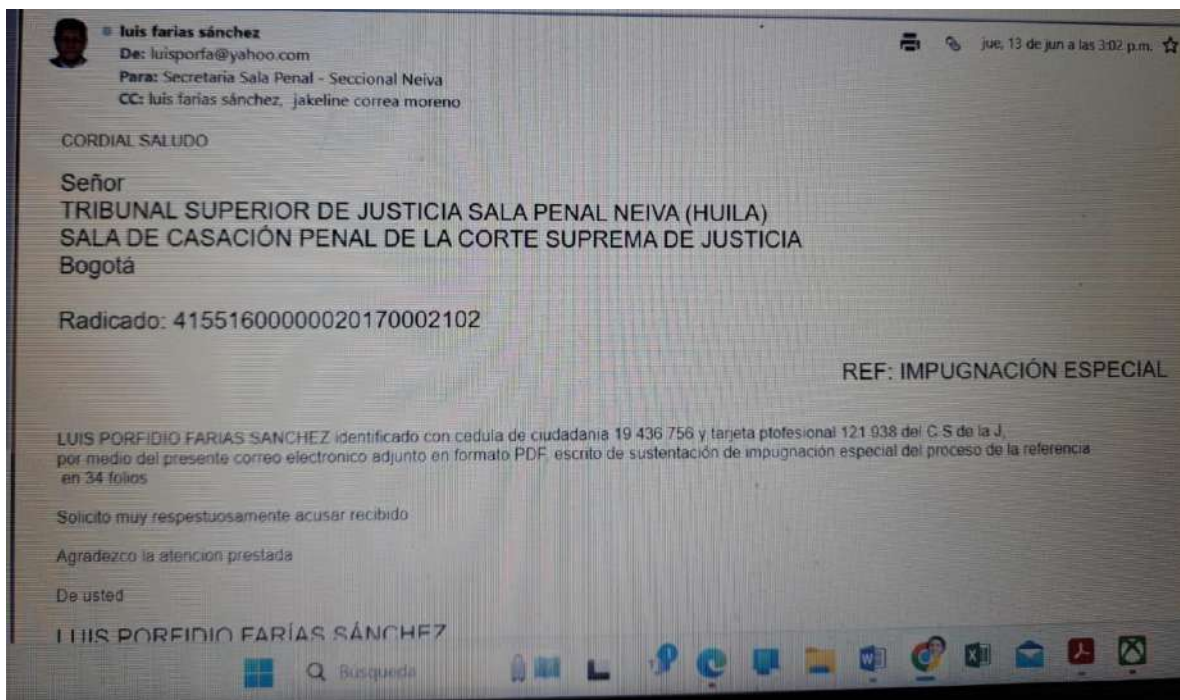 luis farias sánchez
De: luisporfa@yahoo.com
Para: Secretaria Sala Penal - Seccional Neiva
CC: luis farias sánchez, jakeline correa moreno
jue, 13 de jun a las 3:02 p.m.
CORDIAL SALUDO
Señor
TRIBUNAL SUPERIOR DE JUSTICIA SALA PENAL NEIVA (HUILA)
SALA DE CASACIÓN PENAL DE LA CORTE SUPREMA DE JUSTICIA
Bogotá
Radicado: 41551600000020170002102
REF: IMPUGNACIÓN ESPECIAL
LUIS PORFIDIO FARIAS SANCHEZ identificado con cedula de ciudadania 19 436 756 y tarjeta ptofesional 121 938 del C S de la J,
por medio del presente correo electronico adjunto en formato PDF, escrito de sustentación de impugnación especial del proceso de la referencia
en 34 folios
Solicito muy respestuosamente acusar recibido
Agradezco la atencion prestada
De usted
LUIS PORFIDIO FARÍAS SÁNCHEZ
Búsqueda